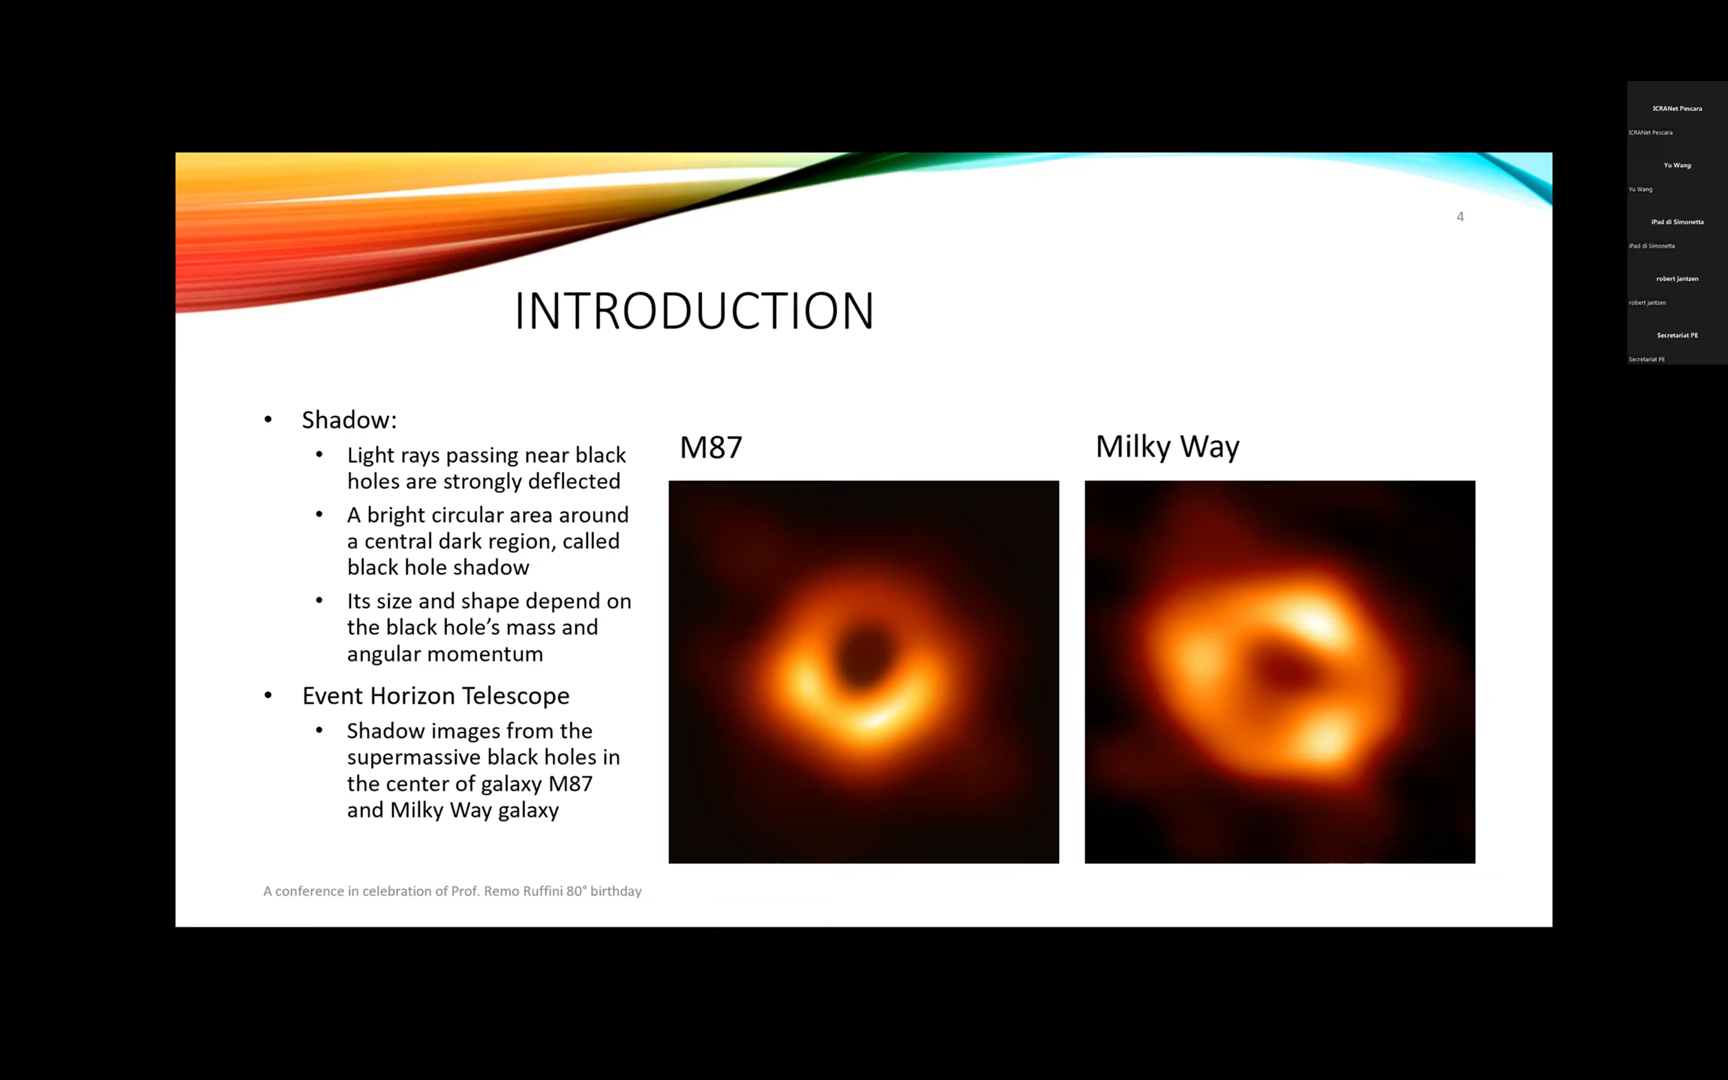 4
INTRODUCTION
• Shadow:
• Light rays passing near black
holes are strongly deflected
• A bright circular area around
a central dark region, called
black hole shadow
• Its size and shape depend on
the black hole’s mass and
angular momentum
• Event Horizon Telescope
• Shadow images from the
supermassive black holes in
the center of galaxy M87
and Milky Way galaxy
M87
Milky Way
A conference in celebration of Prof. Remo Ruffini 80° birthday
ICRANet Pescara
ICRANet Pescara
Yu Wang
Yu Wang
iPad di Simonetta
iPad di Simonetta
robert jantzen
robert jantzen
Secretariat PE
Secretariat PE